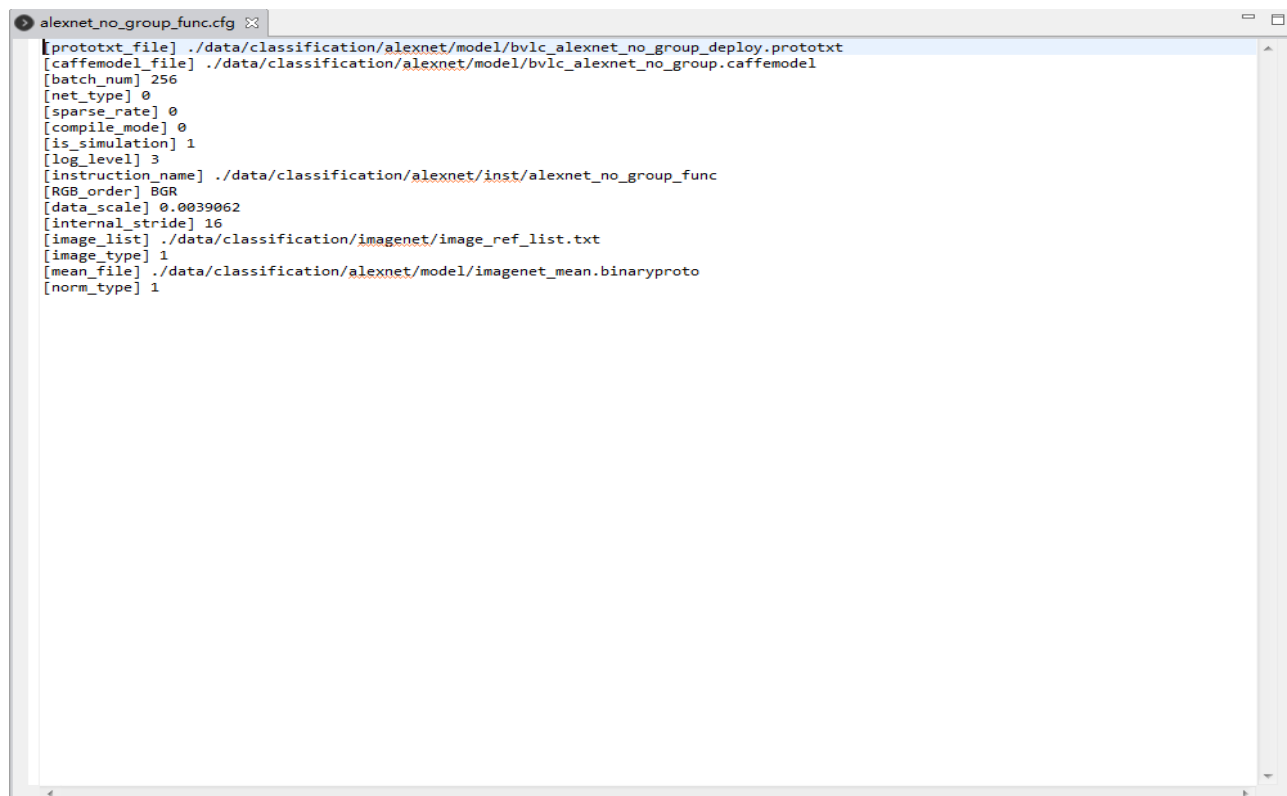 alexnet_no_group_func.cfg
[prototxt_file] ./data/classification/alexnet/model/bvlc_alexnet_no_group_deploy.prototxt
[caffemodel_file] ./data/classification/alexnet/model/bvlc_alexnet_no_group.caffemodel
[batch_num] 256
[net_type] 0
[sparse_rate] 0
[compile_mode] 0
[is_simulation] 1
[log_level] 3
[instruction_name] ./data/classification/alexnet/inst/alexnet_no_group_func
[RGB_order] BGR
[data_scale] 0.0039062
[internal_stride] 16
[image_list] ./data/classification/imagenet/image_ref_list.txt
[image_type] 1
[mean_file] ./data/classification/alexnet/model/imagenet_mean.binaryproto
[norm_type] 1